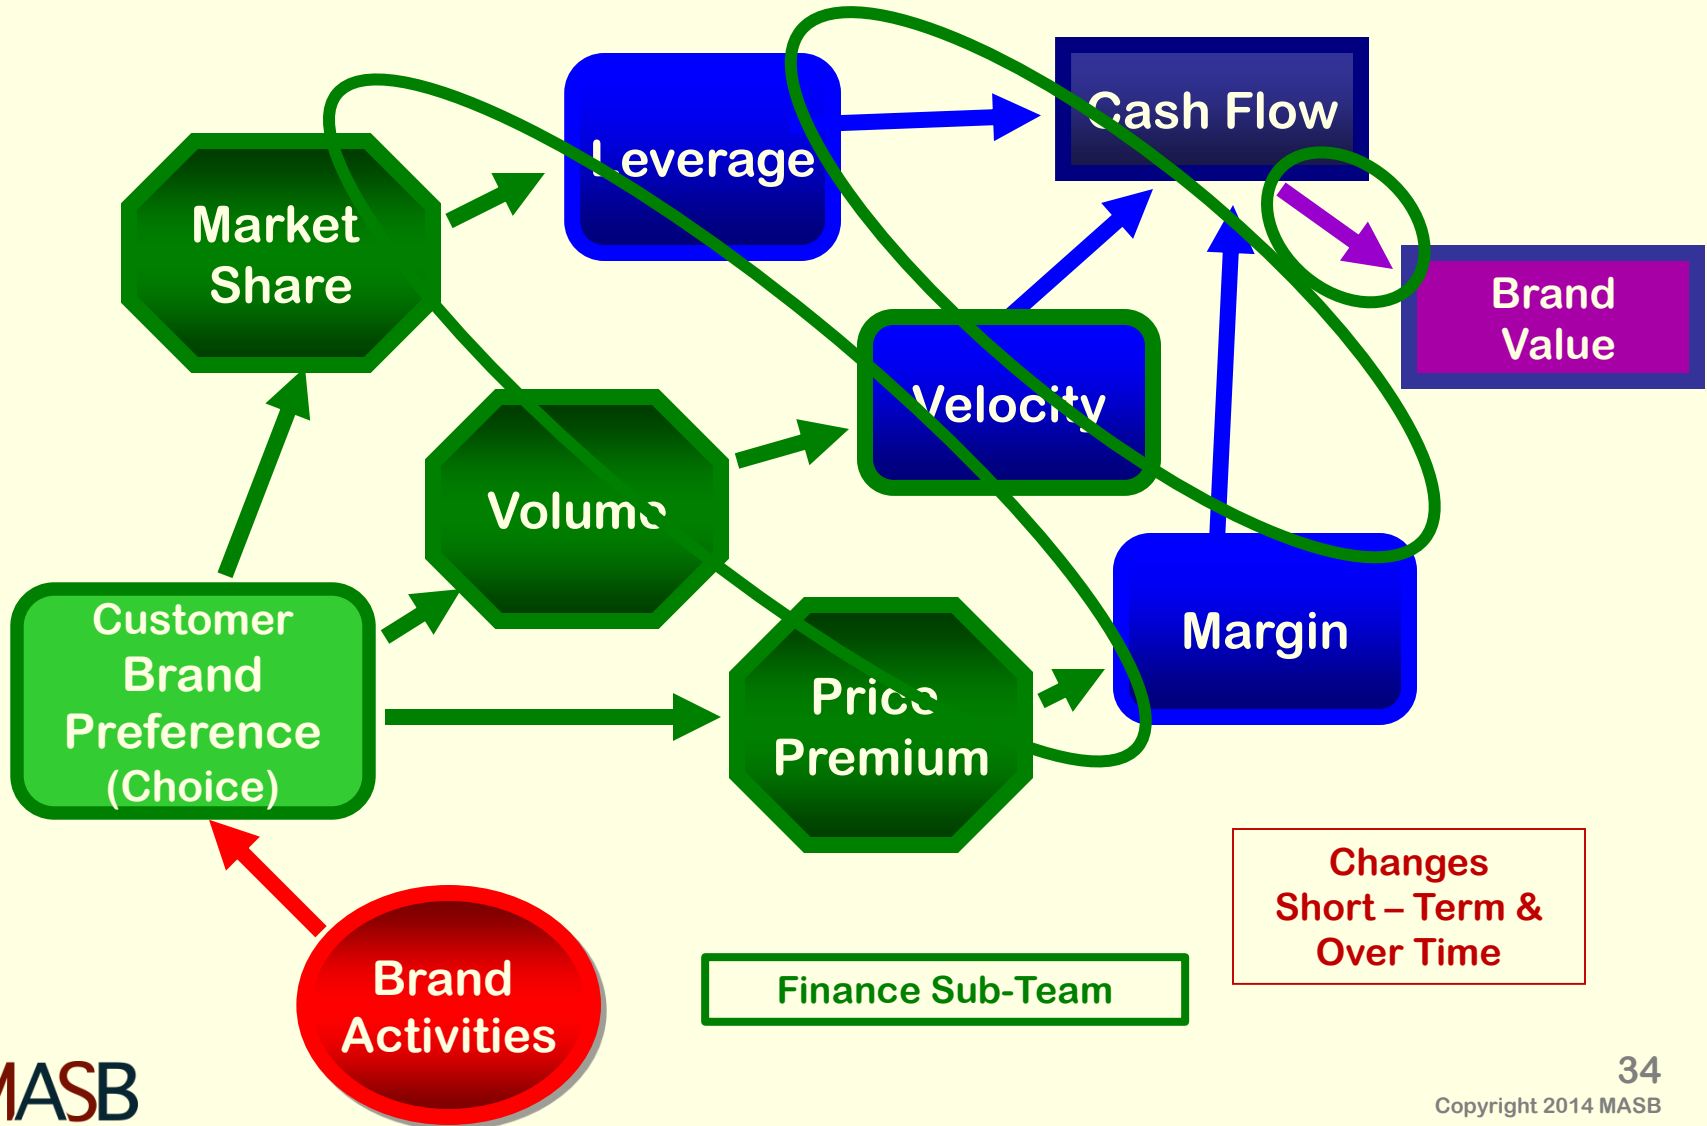 Cash Flow
Leverage
Market
Share
Brand
Value
Velocity
Volume
Customer
Brand
Preference
(Choice)
Price
Premium
Margin
Changes
Short – Term &
Over Time
Brand
Activities
Finance Sub-Team
MASB
34
Copyright 2014 MASB